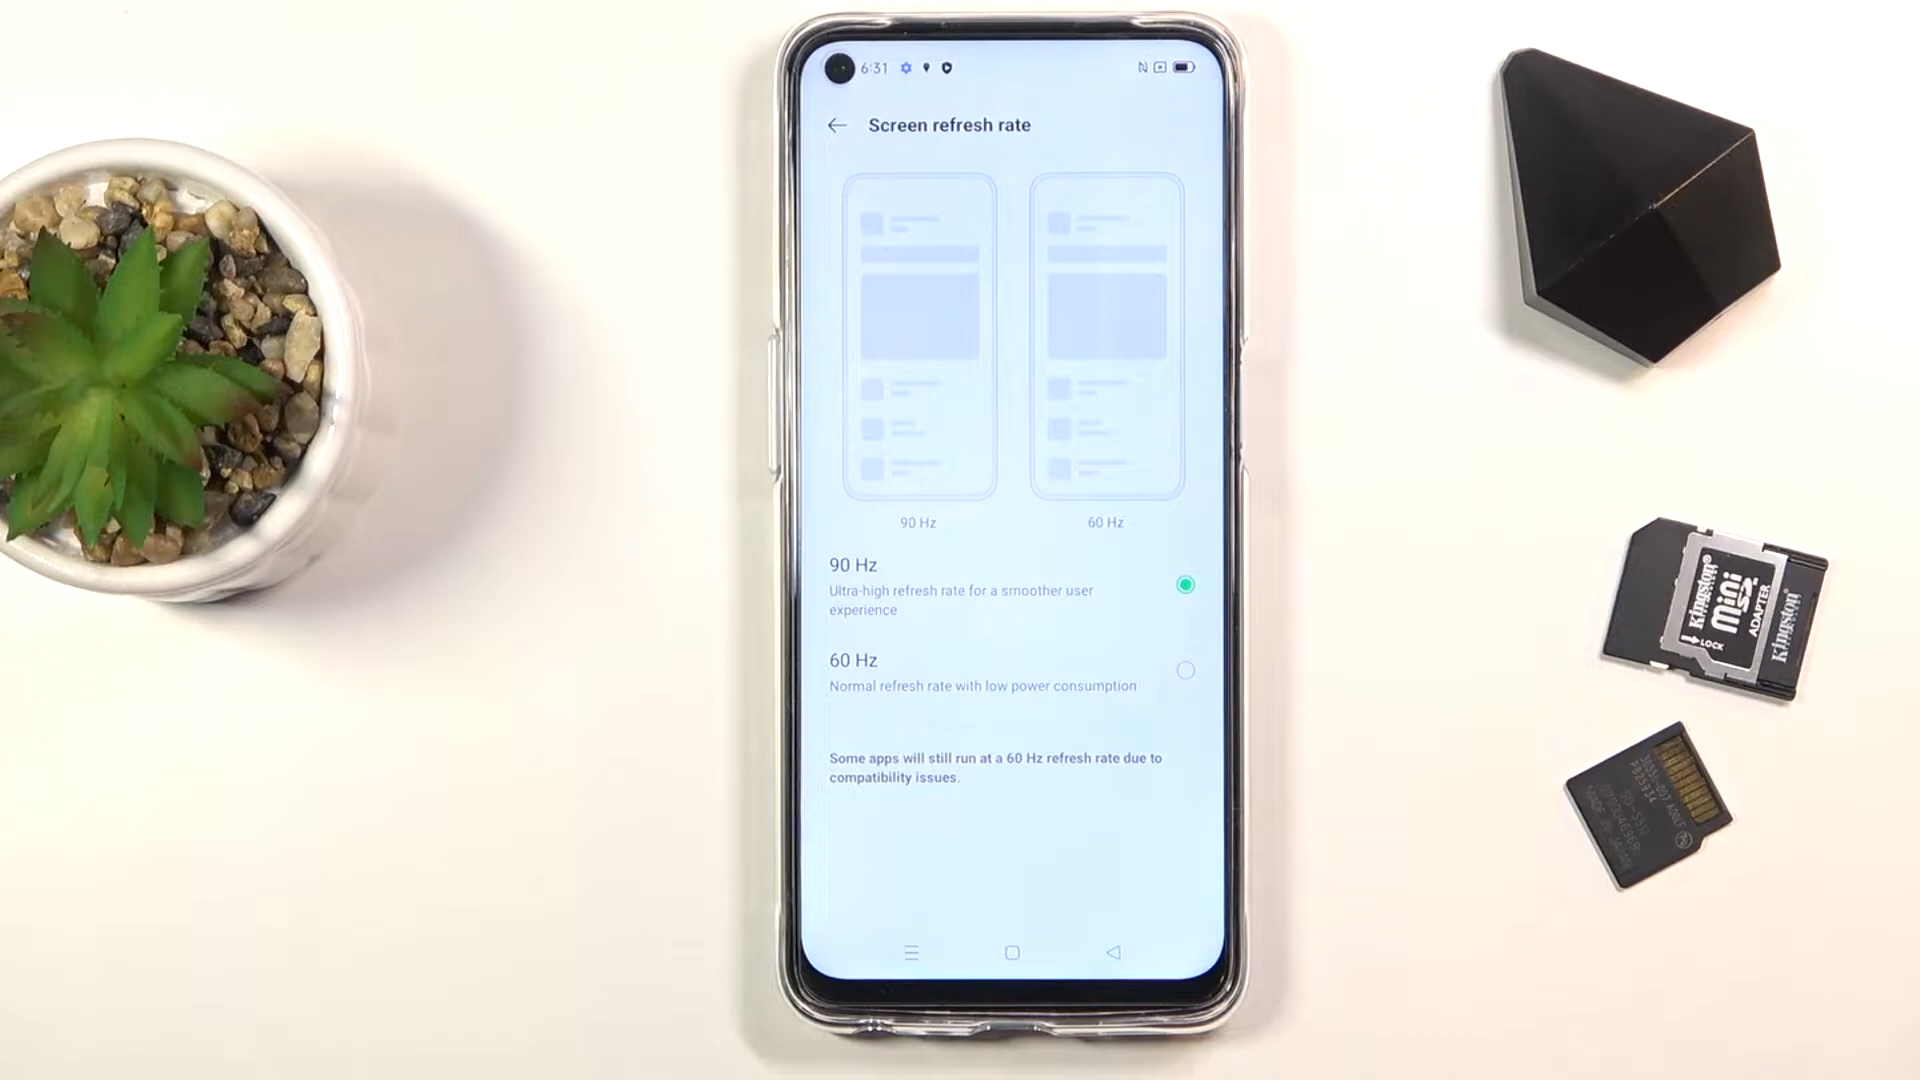 6:31
Screen refresh rate
90 Hz
60 Hz
90 Hz
Ultra-high refresh rate for a smoother user
experience
60 Hz
Normal refresh rate with low power consumption
Some apps will still run at a 60 Hz refresh rate due to
compatibility issues.
Kingston
mini
SD
ADAPTER
LOCK
Kingston